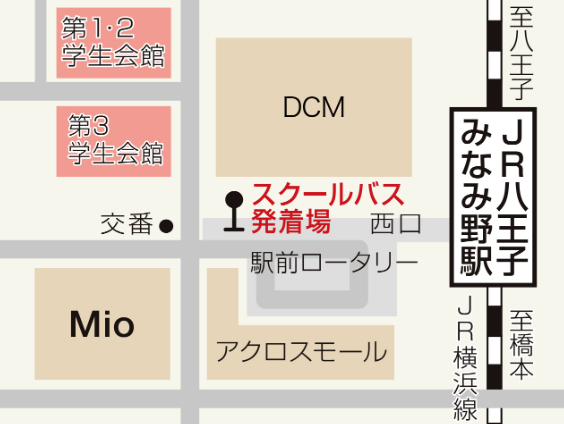 第1・2
学生会館
DCM
至八王子
第3
学生会館
JR八王子
みなみ野駅
スクールバス
発着場
西口
交番
駅前ロータリー
Mio
アクロスモール
JR横浜線
至橋本